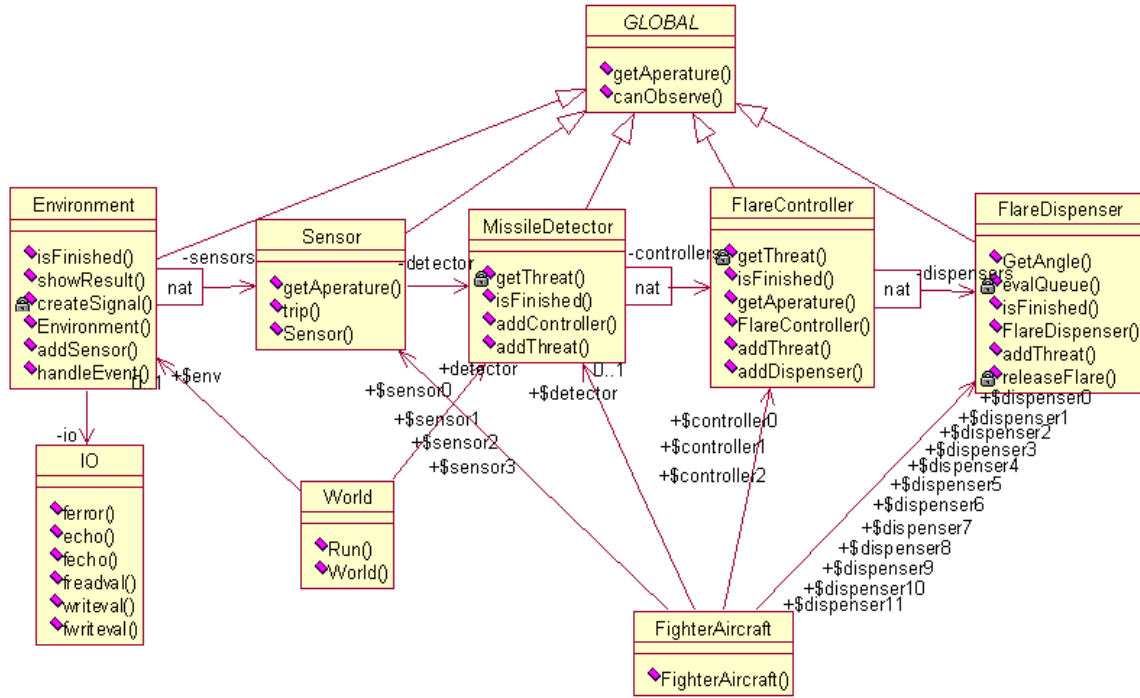 GLOBAL
getAperature()
canObserve()
Environment
isFinished()
showResult()
createSignal()
Environment()
addSensor()
handleEvent()
-sensors
nat
Sensor
getAperature()
trip()
Sensor()
-detector
MissileDetector
getThreat()
isFinished()
addController()
addThreat()
-controllers
nat
FlareController
getThreat()
isFinished()
getAperature()
FlareController()
addThreat()
addDispenser()
-dispensers
nat
FlareDispenser
GetAngle()
evalQueue()
isFinished()
FlareDispenser()
addThreat()
releaseFlare()
0..1
+$env
+detector
0..1
+$sensor0
+$sensor1
+$sensor2
+$sensor3
+$detector
+$controller0
+$controller1
+$controller2
+$dispenser0
+$dispenser1
+$dispenser2
+$dispenser3
+$dispenser4
+$dispenser5
+$dispenser6
+$dispenser7
+$dispenser8
+$dispenser9
+$dispenser10
+$dispenser11
-io
IO
ferror()
echo()
fecho()
freadval()
writeval()
fwriteval()
World
Run()
World()
FighterAircraft
FighterAircraft()